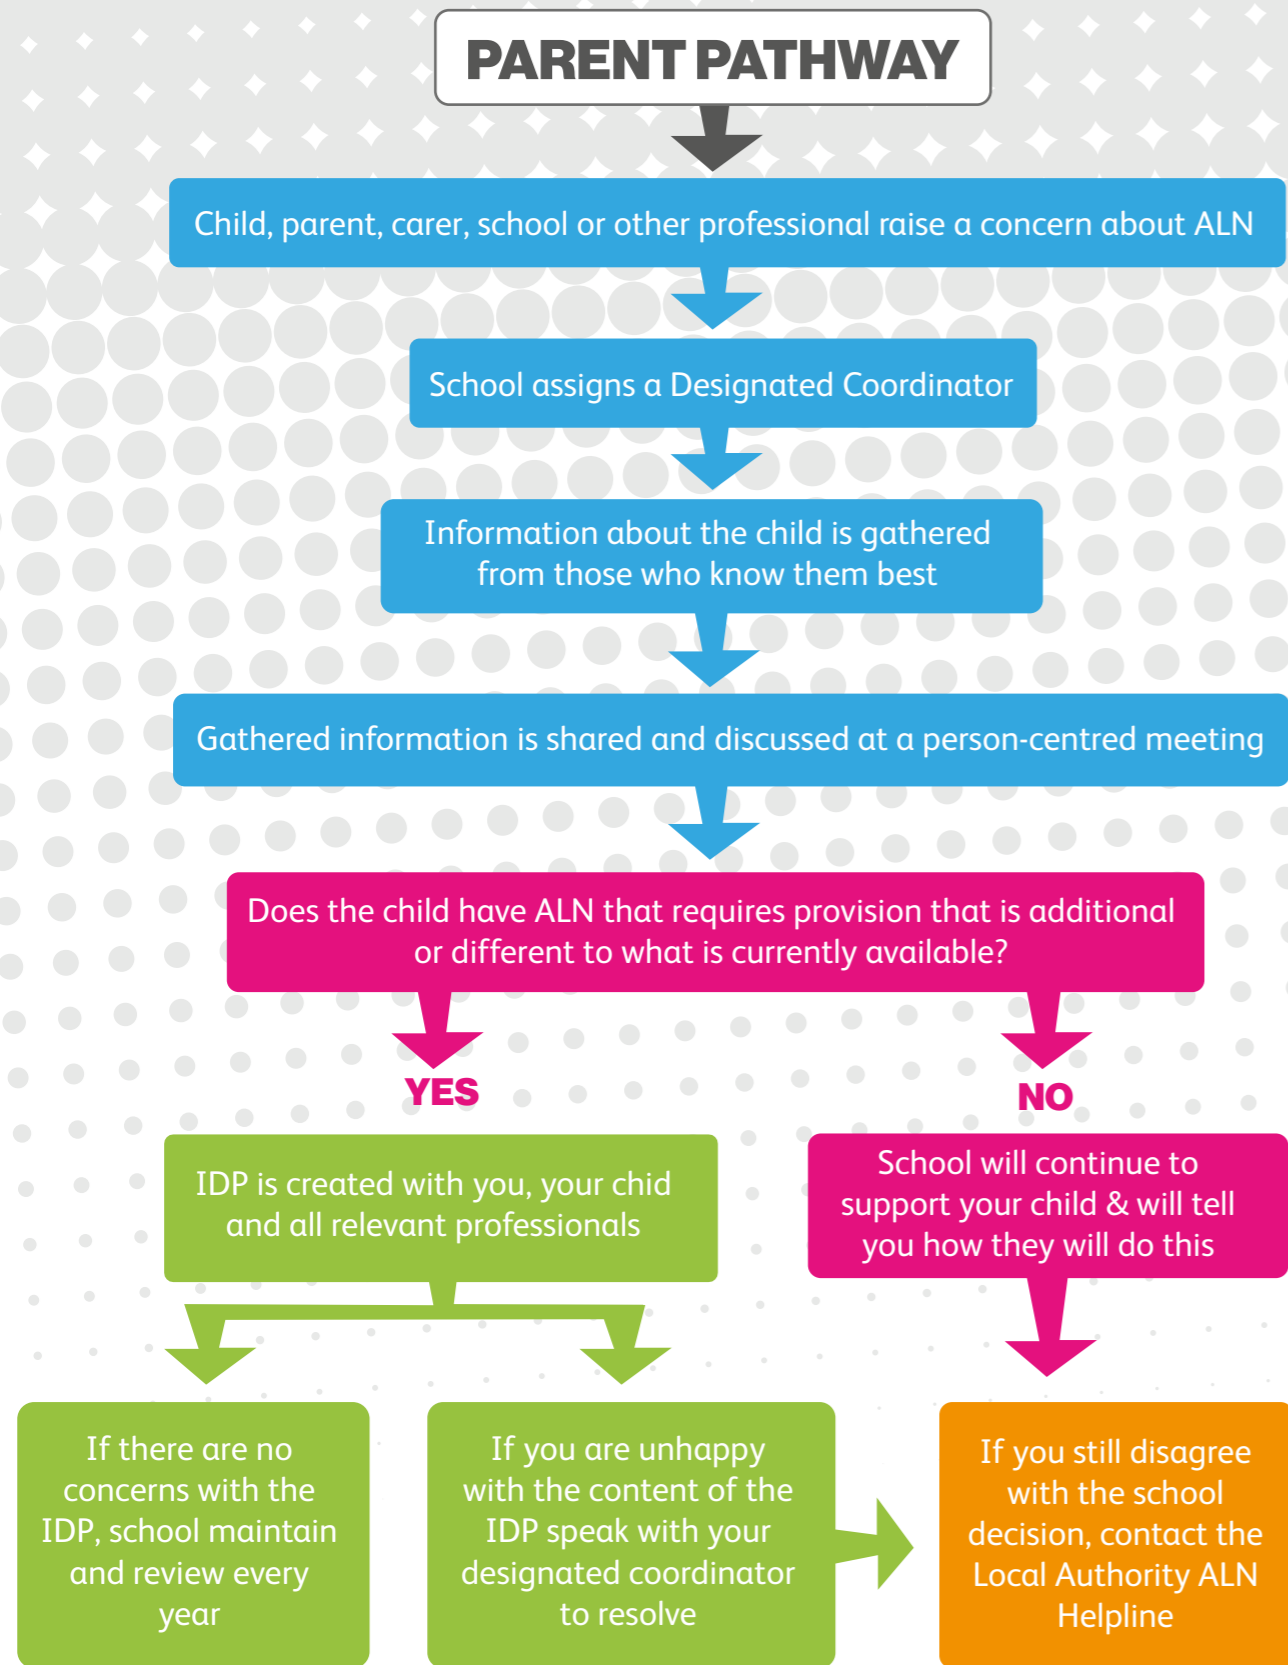 PARENT PATHWAY
Child, parent, carer, school or other professional raise a concern about ALN
School assigns a Designated Coordinator
Information about the child is gathered
from those who know them best
Gathered information is shared and discussed at a person-centred meeting
Does the child have ALN that requires provision that is additional
or different to what is currently available?
YES
NO
IDP is created with you, your chid
and all relevant professionals
School will continue to
support your child & will tell
you how they will do this
If there are no
concerns with the
IDP, school maintain
and review every
year
If you are unhappy
with the content of the
IDP speak with your
designated coordinator
to resolve
If you still disagree
with the school
decision, contact the
Local Authority ALN
Helpline